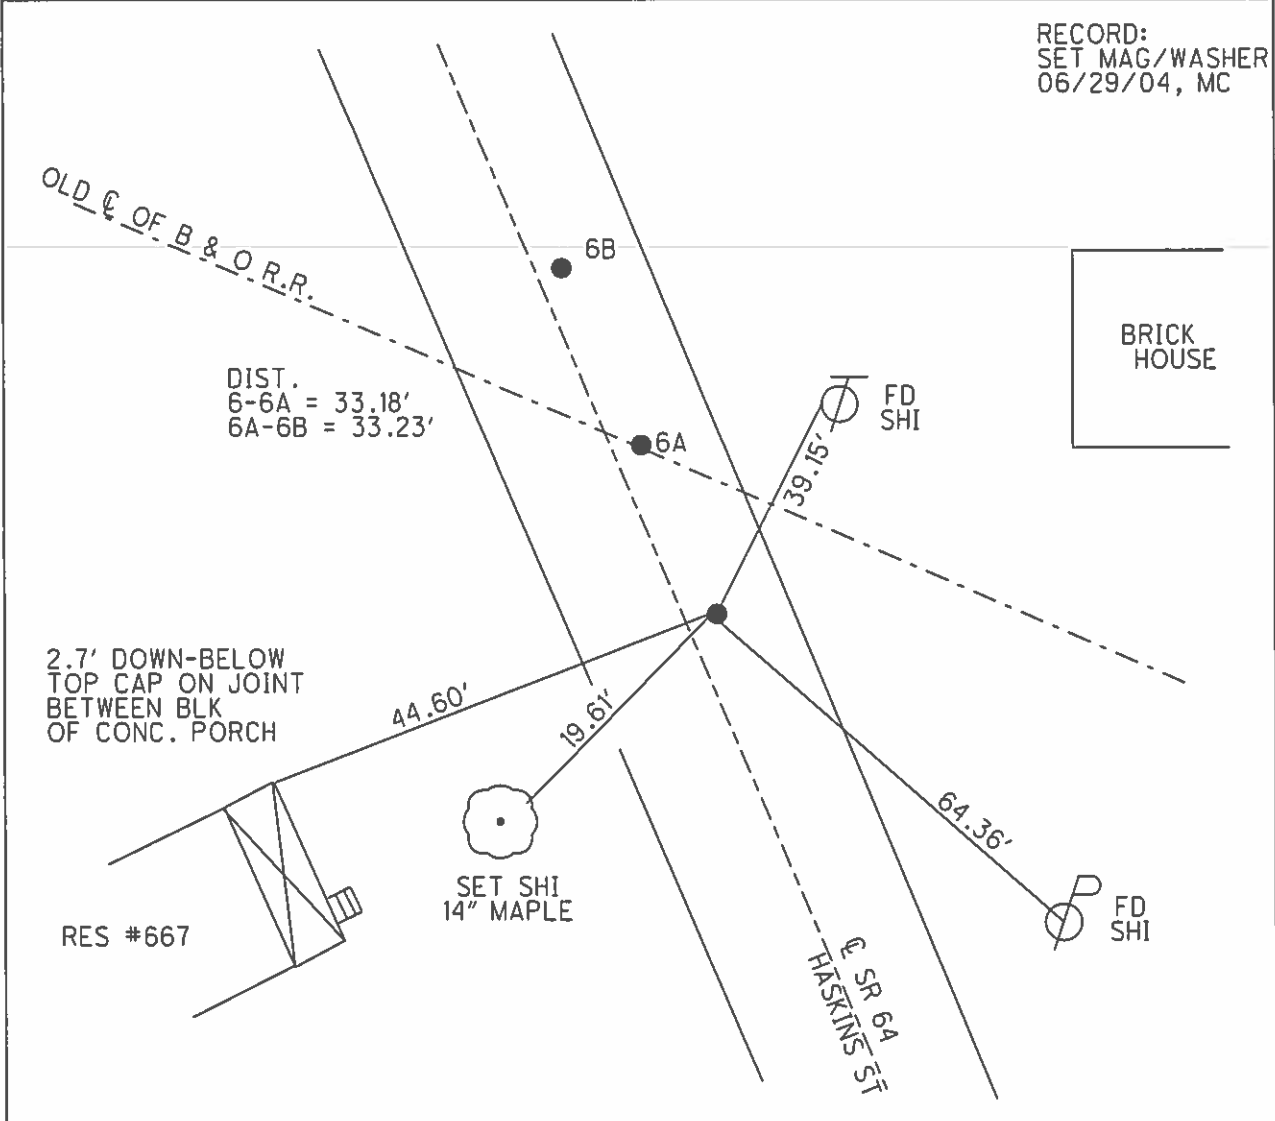 RECORD:
SET MAG/WASHER
06/29/04, MC
OLD ℄ OF B & O R.R.
6B
BRICK
HOUSE
DIST.
6-6A = 33.18'
6A-6B = 33.23'
FD
SHI
6A
39.15'
2.7' DOWN-BELOW
TOP CAP ON JOINT
BETWEEN BLK
OF CONC. PORCH
44.60'
19.61'
64.36'
SET SHI
14" MAPLE
FD
SHI
RES #667
℄ SR 64
HASKINS ST